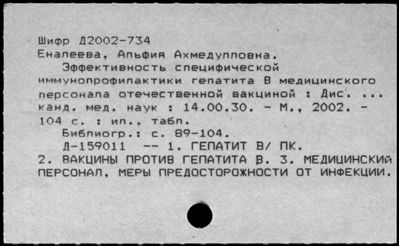 Шифр Д2002-734
Еналеева, Альфия Ахмедулловна.
Эффективность специфической
иммунопрофилактики гепатита В медицинского
персонала отечественной вакциной : Дис. ...
канд. мед. наук : 14.00.30. - М., 2002. -
104 с. : ил., табл.
Библиогр.: с. 89-104.
Д-159011 -- 1. ГЕПАТИТ В/ ПК.
2. ВАКЦИНЫ ПРОТИВ ГЕПАТИТА В. 3. МЕДИЦИНСКИЙ
ПЕРСОНАЛ, МЕРЫ ПРЕДОСТОРОЖНОСТИ ОТ ИНФЕКЦИИ.